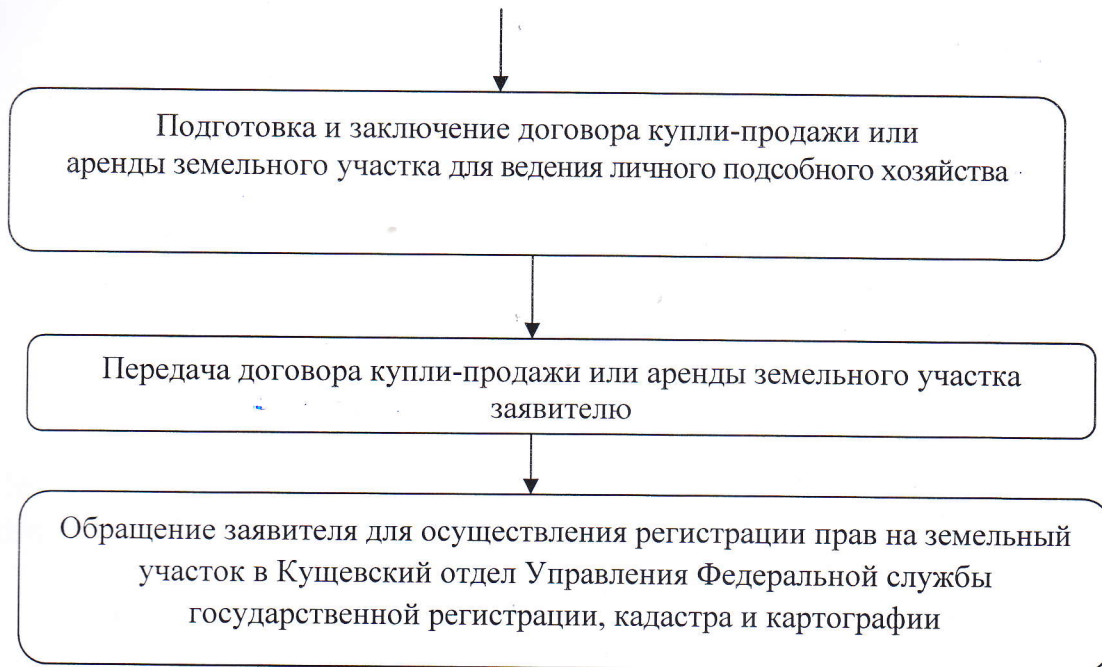 Подготовка и заключение договора купли-продажи или
аренды земельного участка для ведения личного подсобного хозяйства
Передача договора купли-продажи или аренды земельного участка
заявителю
Обращение заявителя для осуществления регистрации прав на земельный
участок в Кущевский отдел Управления Федеральной службы
государственной регистрации, кадастра и картографии